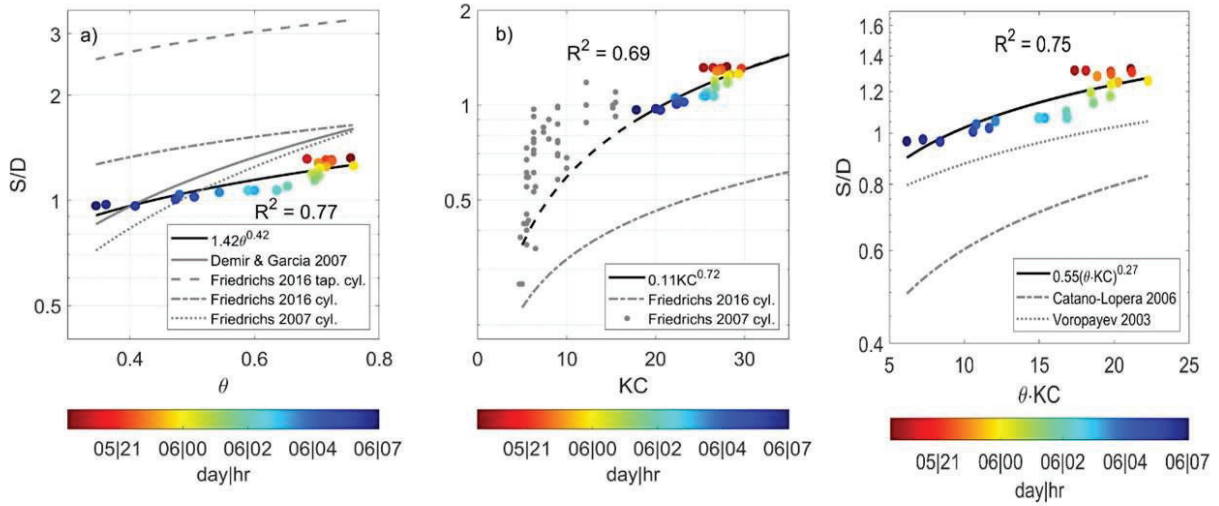 a)
3
2
1
0.5
S/D
R² = 0.77
1.42θ^0.42
Demir & Garcia 2007
Friedrichs 2016 tap. cyl.
Friedrichs 2016 cyl.
Friedrichs 2007 cyl.
0.4 0.6 0.8
θ
05|21 06|00 06|02 06|04 06|07
day|hr
b)
2
1
0.5
S/D
R² = 0.69
0.11KC^0.72
Friedrichs 2016 cyl.
Friedrichs 2007 cyl.
0 10 20 30
KC
05|21 06|00 06|02 06|04 06|07
day|hr
R² = 0.75
1.6
1.4
1.2
1
0.8
0.6
0.4
S/D
0.55(θ·KC)^0.27
Catano-Lopera 2006
Voropayev 2003
5 10 15 20 25
θ·KC
05|21 06|00 06|02 06|04 06|07
day|hr